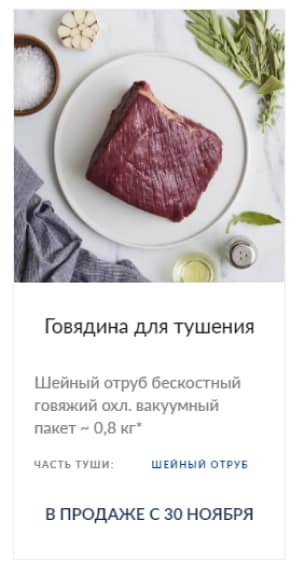 Говядина для тушения
Шейный отруб бескостный
говяжий охл. вакуумный
пакет ~ 0,8 кг*
ЧАСТЬ ТУШИ: ШЕЙНЫЙ ОТРУБ
В ПРОДАЖЕ С 30 НОЯБРЯ